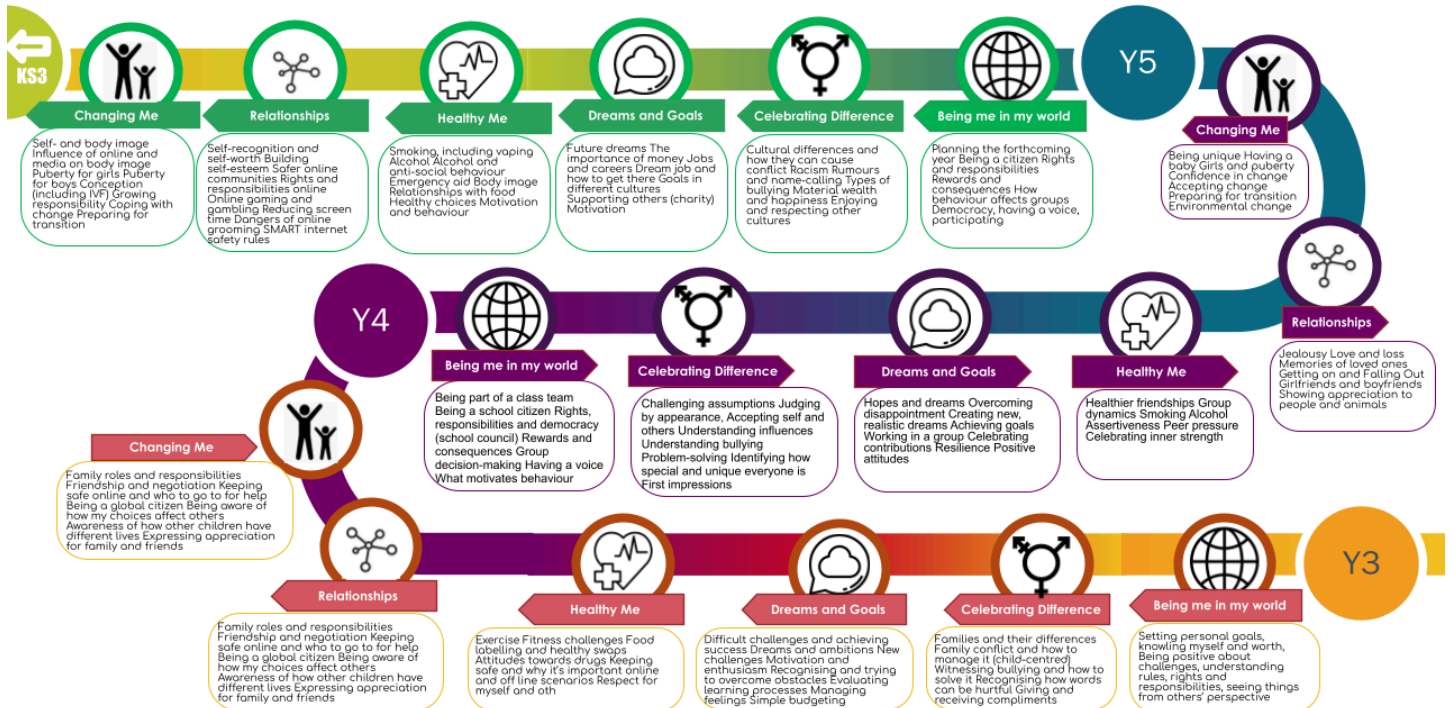 KS3
Changing Me
Self- and body image
Influence of online and
media on body image
Puberty for girls Puberty
for boys Conception
(including IVF) Growing
responsibility Coping with
change Preparing for
transition
Relationships
Self-recognition and
self-worth Building
self-esteem Safer online
communities Rights and
responsibilities online
Online gaming and
gambling Reducing screen
time Dangers of online
grooming SMART internet
safety rules
Healthy Me
Smoking, including vaping
Alcohol Alcohol and
anti-social behaviour
Emergency aid Body image
Relationships with food
Healthy choices Motivation
and behaviour
Dreams and Goals
Future dreams The
importance of money Jobs
and careers Dream job and
how to get there Goals in
different cultures
Supporting others (charity)
Motivation
Celebrating Difference
Cultural differences and
how they can cause
conflict Racism Rumours
and name-calling Types of
bullying Material wealth
and happiness Enjoying
and respecting other
cultures
Being me in my world
Planning the forthcoming
year Being a citizen Rights
and responsibilities
Rewards and
consequences How
behaviour affects groups
Democracy, having a voice,
participating
Y5
Changing Me
Being unique Having a
baby Girls and puberty
Confidence in change
Accepting change
Preparing for transition
Environmental change
Y4
Being me in my world
Being part of a class team
Being a school citizen Rights,
responsibilities and democracy
(school council) Rewards and
consequences Group
decision-making Having a voice
What motivates behaviour
Celebrating Difference
Challenging assumptions Judging
by appearance, Accepting self and
others Understanding influences
Understanding bullying
Problem-solving Identifying how
special and unique everyone is
First impressions
Dreams and Goals
Hopes and dreams Overcoming
disappointment Creating new,
realistic dreams Achieving goals
Working in a group Celebrating
contributions Resilience Positive
attitudes
Healthy Me
Healthier friendships Group
dynamics Smoking Alcohol
Assertiveness Peer pressure
Celebrating inner strength
Relationships
Jealousy Love and loss
Memories of loved ones
Getting on and Falling Out
Girlfriends and boyfriends
Showing appreciation to
people and animals
Changing Me
Family roles and responsibilities
Friendship and negotiation Keeping
safe online and who to go to for help
Being a global citizen Being aware of
how my choices affect others
Awareness of how other children have
different lives Expressing appreciation
for family and friends
Relationships
Family roles and responsibilities
Friendship and negotiation Keeping
safe online and who to go to for help
Being a global citizen Being aware of
how my choices affect others
Awareness of how other children have
different lives Expressing appreciation
for family and friends
Healthy Me
Exercise Fitness challenges Food
labelling and healthy swaps
Attitudes towards drugs Keeping
safe and why it's important online
and off line scenarios Respect for
myself and oth
Dreams and Goals
Difficult challenges and achieving
success Dreams and ambitions New
challenges Motivation and
enthusiasm Recognising and trying
to overcome obstacles Evaluating
learning processes Managing
feelings Simple budgeting
Celebrating Difference
Families and their differences
Family conflict and how to
manage it (child-centred)
Witnessing bullying and how to
solve it Recognising how words
can be hurtful Giving and
receiving compliments
Being me in my world
Setting personal goals,
knowing myself and worth,
Being positive about
challenges, understanding
rules, rights and
responsibilities, seeing things
from others' perspective
Y3